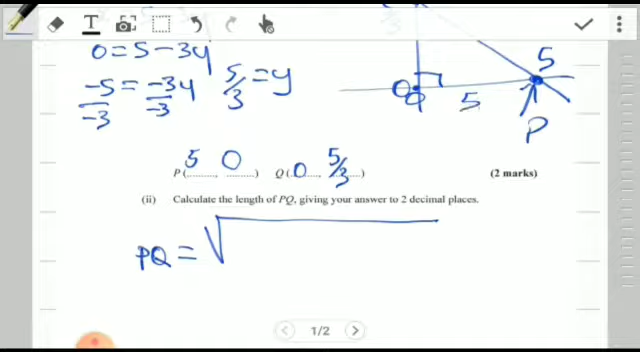 T
3
0 = 5 - 3y
-5/-3 = -3y/-3 5/3 = y
5
O
5
P
P(5, 0) Q(0, 5/3)
(2 marks)
(ii) Calculate the length of PQ, giving your answer to 2 decimal places.
PQ = √
1/2